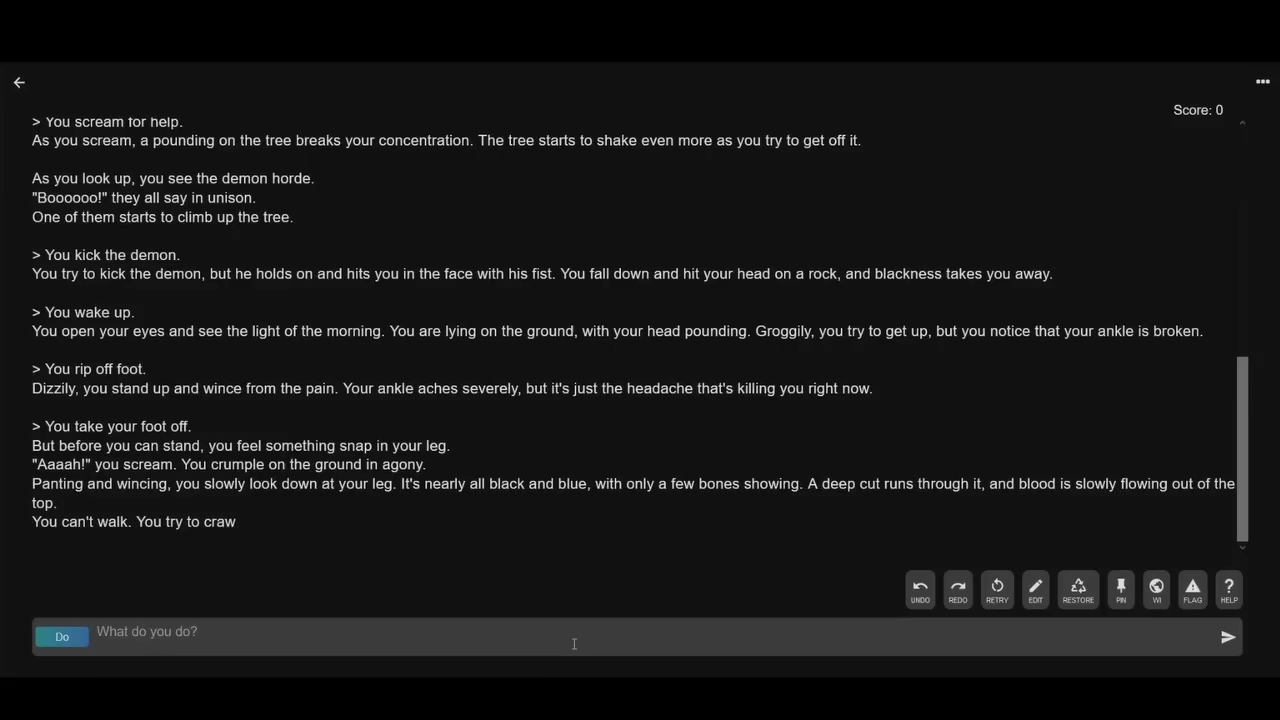 Score: 0
> You scream for help.
As you scream, a pounding on the tree breaks your concentration. The tree starts to shake even more as you try to get off it.
As you look up, you see the demon horde.
"Boooooo!" they all say in unison.
One of them starts to climb up the tree.
> You kick the demon.
You try to kick the demon, but he holds on and hits you in the face with his fist. You fall down and hit your head on a rock, and blackness takes you away.
> You wake up.
You open your eyes and see the light of the morning. You are lying on the ground, with your head pounding. Groggily, you try to get up, but you notice that your ankle is broken.
> You rip off foot.
Dizzily, you stand up and wince from the pain. Your ankle aches severely, but it's just the headache that's killing you right now.
> You take your foot off.
But before you can stand, you feel something snap in your leg.
"Aaaah!" you scream. You crumple on the ground in agony.
Panting and wincing, you slowly look down at your leg. It's nearly all black and blue, with only a few bones showing. A deep cut runs through it, and blood is slowly flowing out of the
top.
You can't walk. You try to craw
UNDO REDO RETRY EDIT RESTORE PIN WI FLAG HELP
Do What do you do?